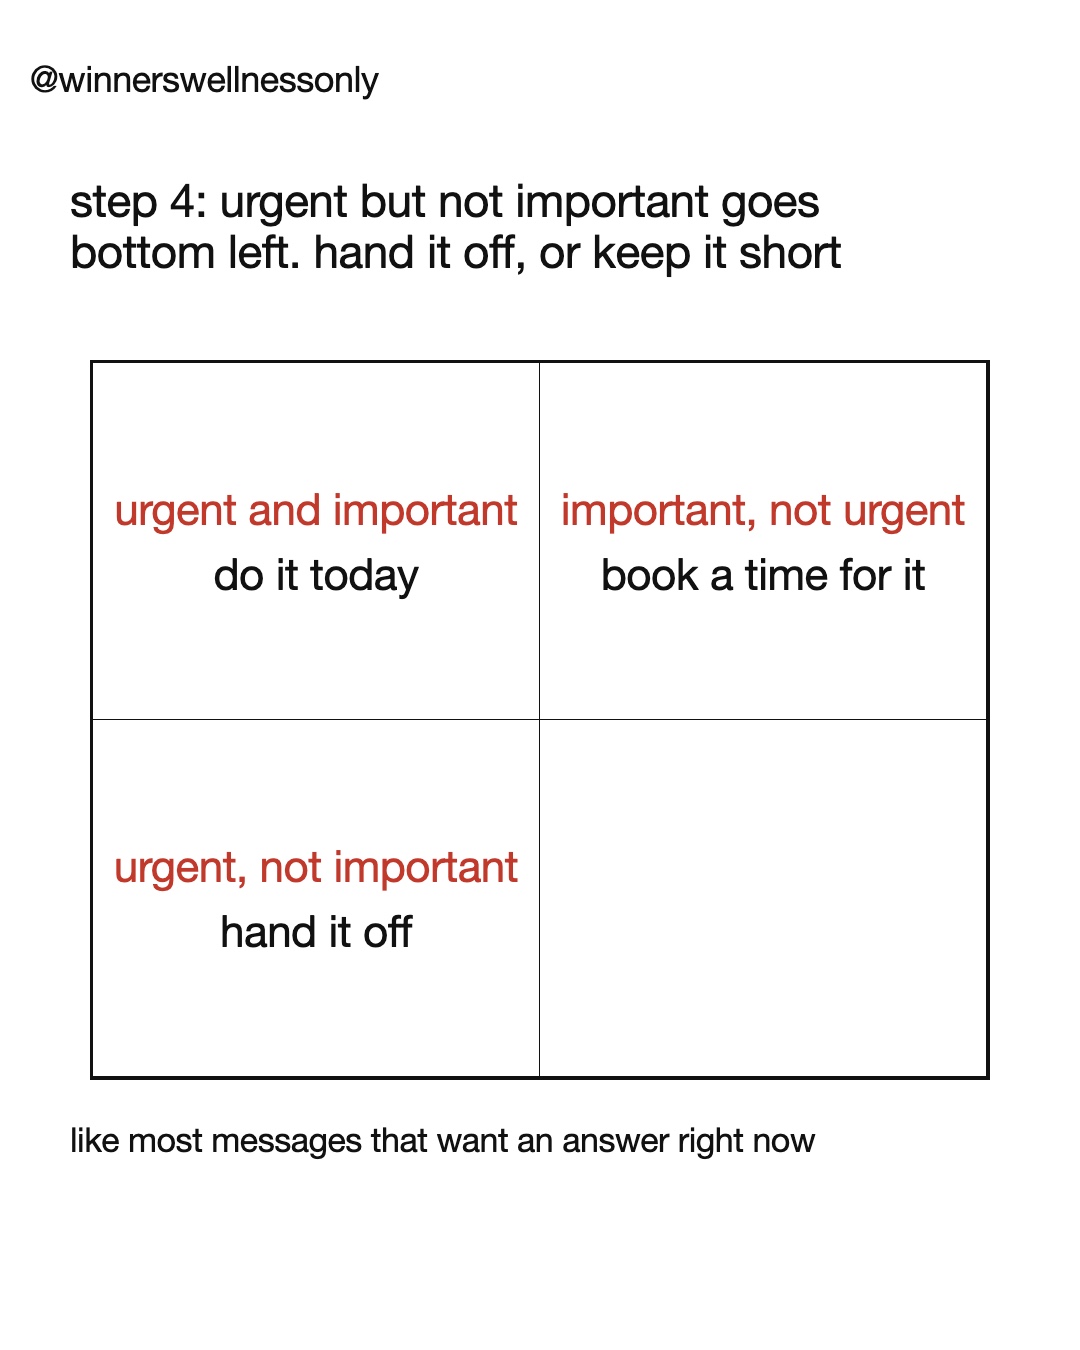 @winnerswellnessonly
step 4: urgent but not important goes
bottom left. hand it off, or keep it short
urgent and important
do it today
important, not urgent
book a time for it
urgent, not important
hand it off
like most messages that want an answer right now